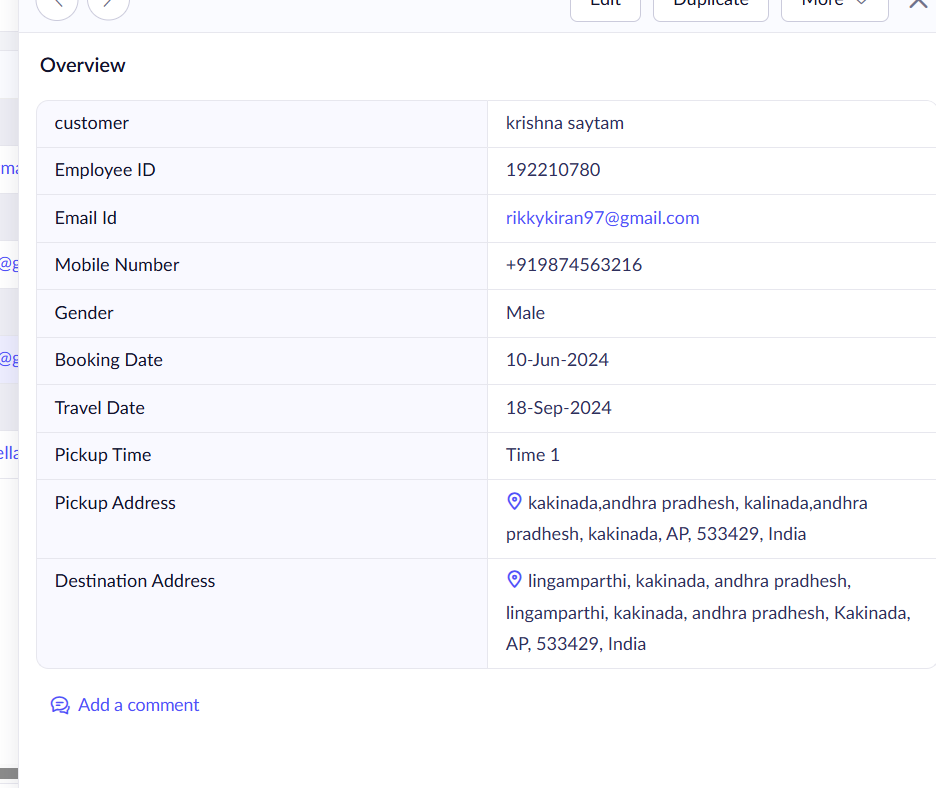 Edit Duplicate More
Overview
customer krishna saytam
Employee ID 192210780
Email Id rikkykiran97@gmail.com
Mobile Number +919874563216
Gender Male
Booking Date 10-Jun-2024
Travel Date 18-Sep-2024
Pickup Time Time 1
Pickup Address kakinada,andhra pradhesh, kalinada,andhra
pradhesh, kakinada, AP, 533429, India
Destination Address lingamparthi, kakinada, andhra pradhesh,
lingamparthi, kakinada, andhra pradhesh, Kakinada,
AP, 533429, India
Add a comment